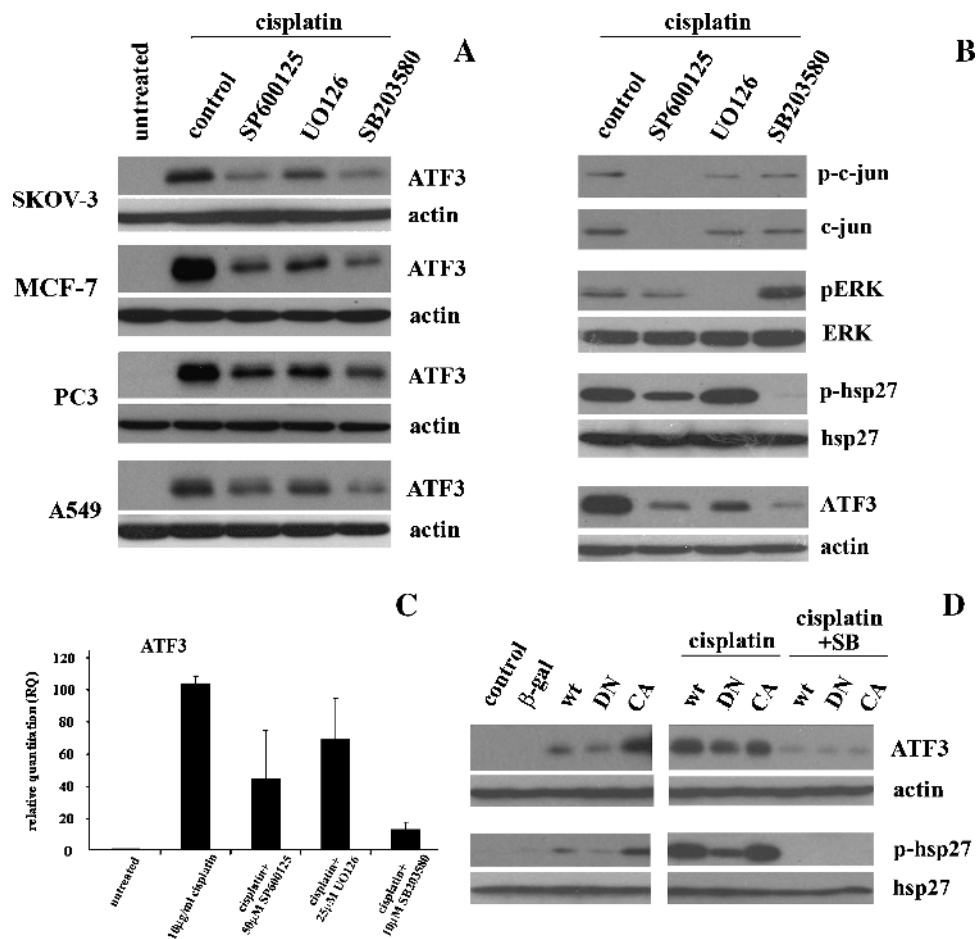 cisplatin
A
untreated
control
SP600125
UO126
SB203580
SKOV-3
ATF3
actin
MCF-7
ATF3
actin
PC3
ATF3
actin
A549
ATF3
actin
cisplatin
B
control
SP600125
UO126
SB203580
p-c-jun
c-jun
pERK
ERK
p-hsp27
hsp27
ATF3
actin
C
ATF3
relative quantitation (RQ)
120
100
80
60
40
20
0
untreated
10µg/ml cisplatin
cisplatin+
50µM SP600125
cisplatin+
25µM UO126
cisplatin+
10µM SB203580
D
cisplatin
cisplatin
+SB
control
β-gal
wt
DN
CA
wt
DN
CA
wt
DN
CA
ATF3
actin
p-hsp27
hsp27